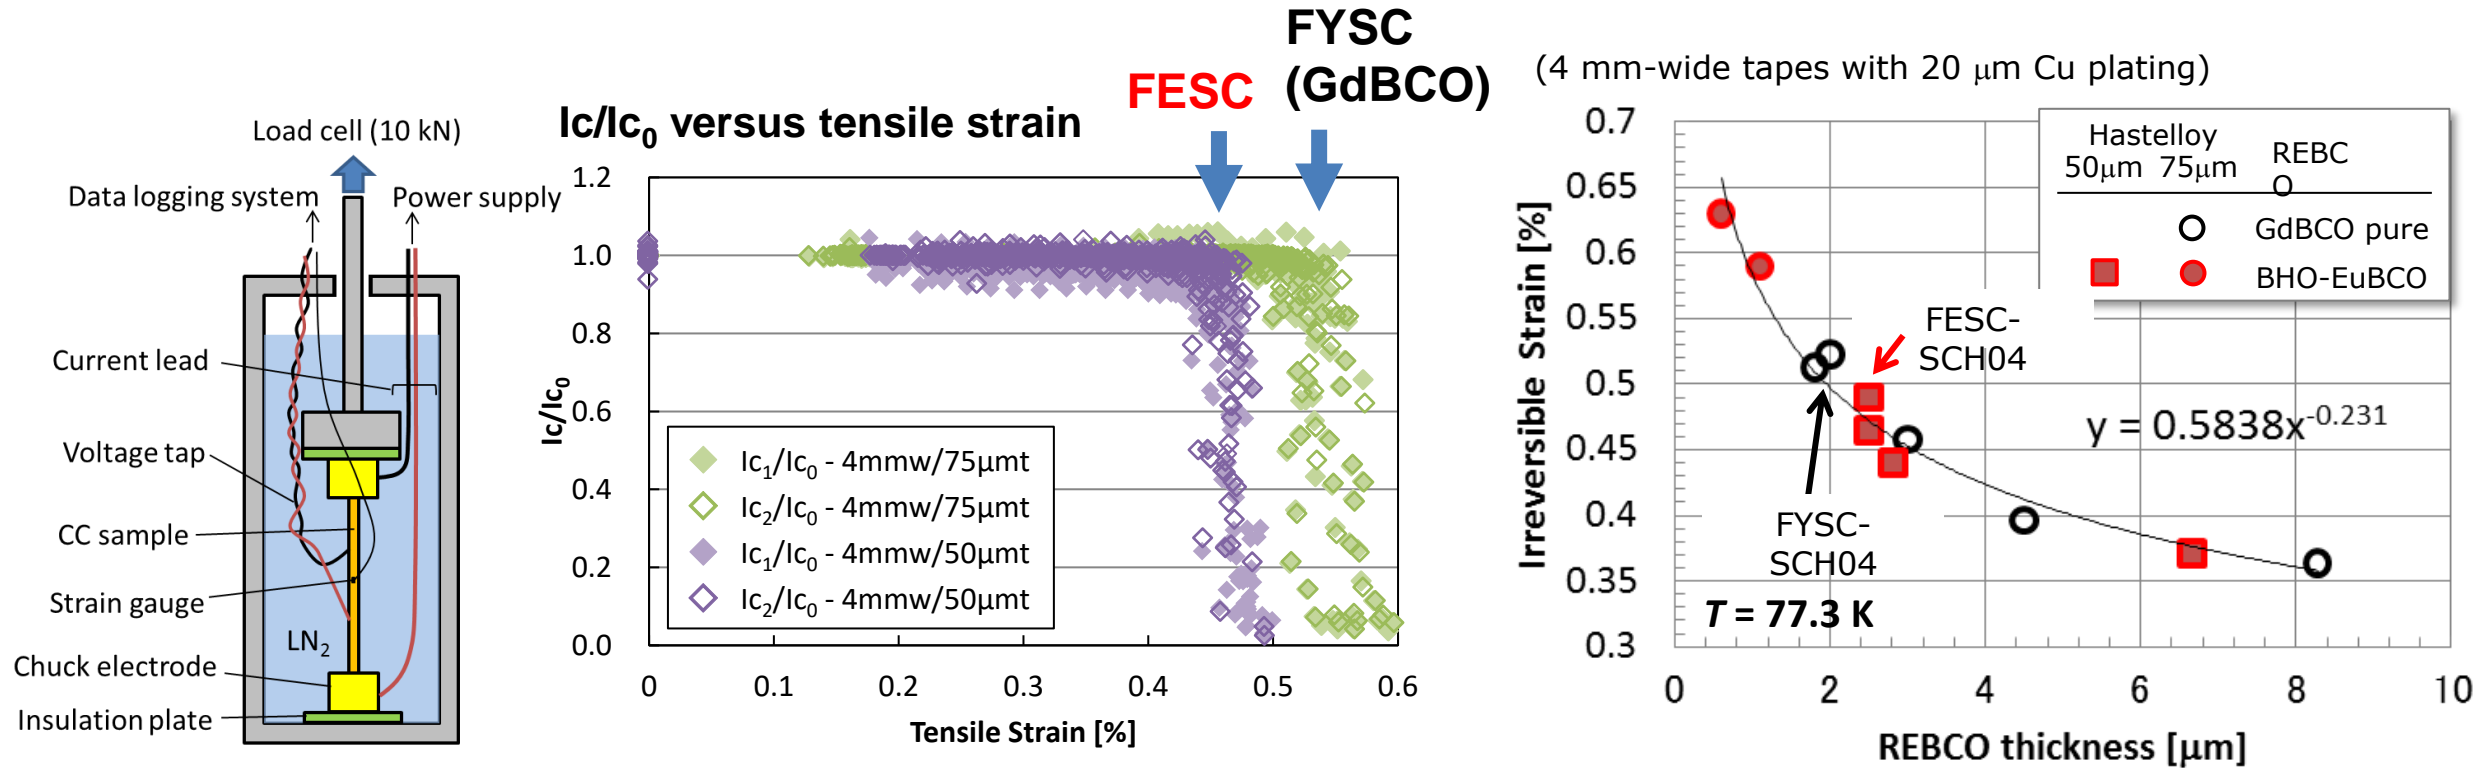 Load cell (10 kN)
Data logging system
Power supply
Current lead
Voltage tap
CC sample
Strain gauge
LN2
Chuck electrode
Insulation plate
Ic/Ic0 versus tensile strain
FESC
FYSC
(GdBCO)
Ic/Ic0
1.2
1.0
0.8
0.6
0.4
0.2
0.0
Ic1/Ic0 - 4mmw/75μmt
Ic2/Ic0 - 4mmw/75μmt
Ic1/Ic0 - 4mmw/50μmt
Ic2/Ic0 - 4mmw/50μmt
0 0.1 0.2 0.3 0.4 0.5 0.6
Tensile Strain [%]
(4 mm-wide tapes with 20 μm Cu plating)
Irreversible Strain [%]
0.7
0.65
0.6
0.55
0.5
0.45
0.4
0.35
0.3
Hastelloy
50μm 75μm
REBC
O
GdBCO pure
BHO-EuBCO
FESC-
SCH04
y = 0.5838x-0.231
FYSC-
SCH04
T = 77.3 K
0 2 4 6 8 10
REBCO thickness [μm]